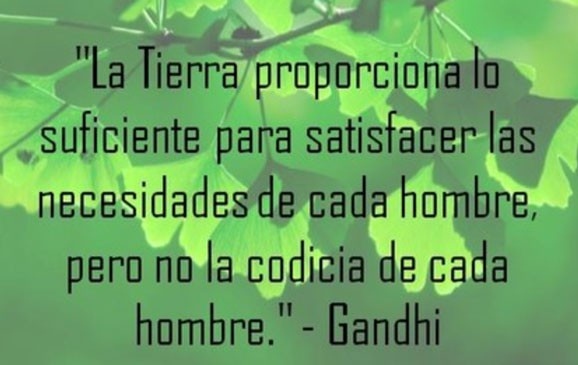 "La Tierra proporciona lo
suficiente para satisfacer las
necesidades de cada hombre,
pero no la codicia de cada
hombre." - Gandhi